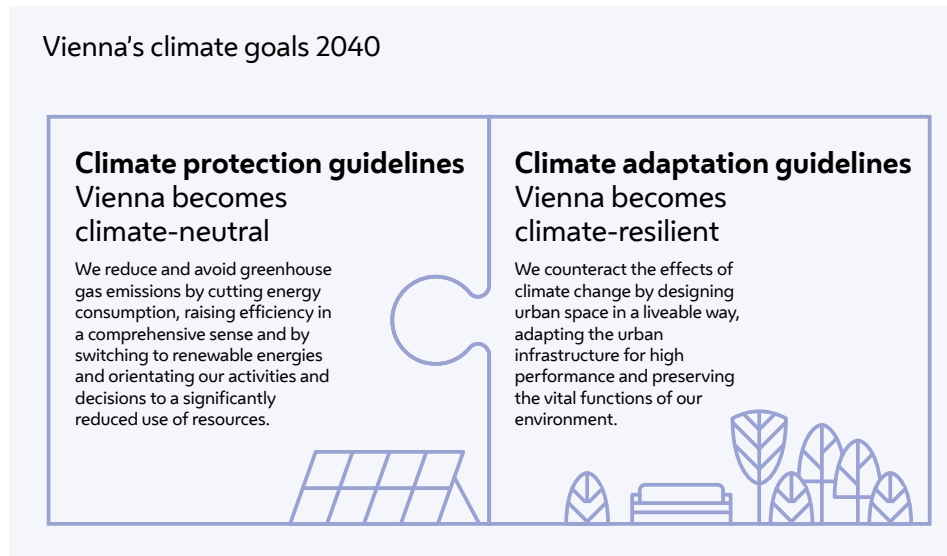 Vienna's climate goals 2040
Climate protection guidelines
Vienna becomes
climate-neutral
We reduce and avoid greenhouse
gas emissions by cutting energy
consumption, raising efficiency in
a comprehensive sense and by
switching to renewable energies
and orientating our activities and
decisions to a significantly
reduced use of resources.
Climate adaptation guidelines
Vienna becomes
climate-resilient
We counteract the effects of
climate change by designing
urban space in a liveable way,
adapting the urban
infrastructure for high
performance and preserving
the vital functions of our
environment.